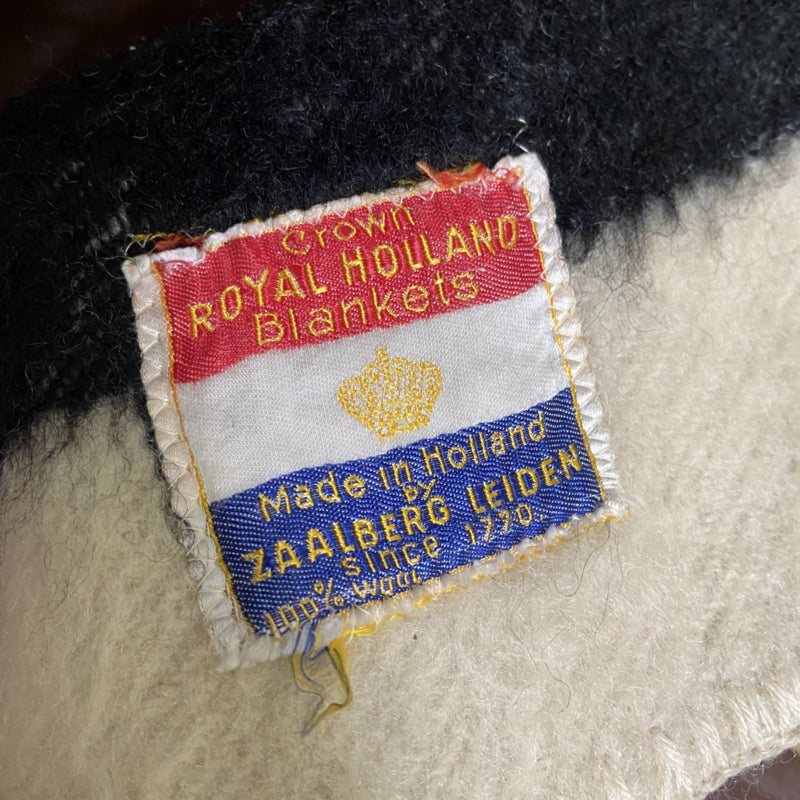 Crown
ROYAL HOLLAND
Blankets
Made in Holland
by
ZAALBERG LEIDEN
since 1770
100% Wool